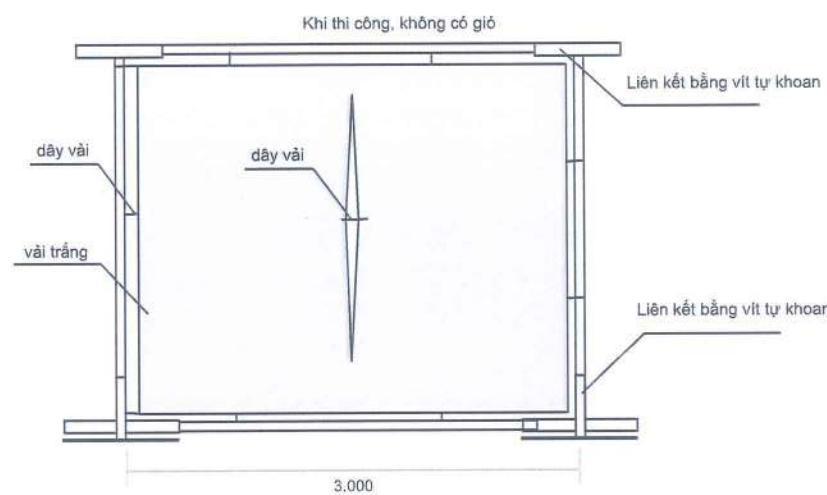 Khi thi công, không có gió
Liên kết bằng vít tự khoan
dây vải
dây vải
vải trắng
Liên kết bằng vít tự khoan
3.000